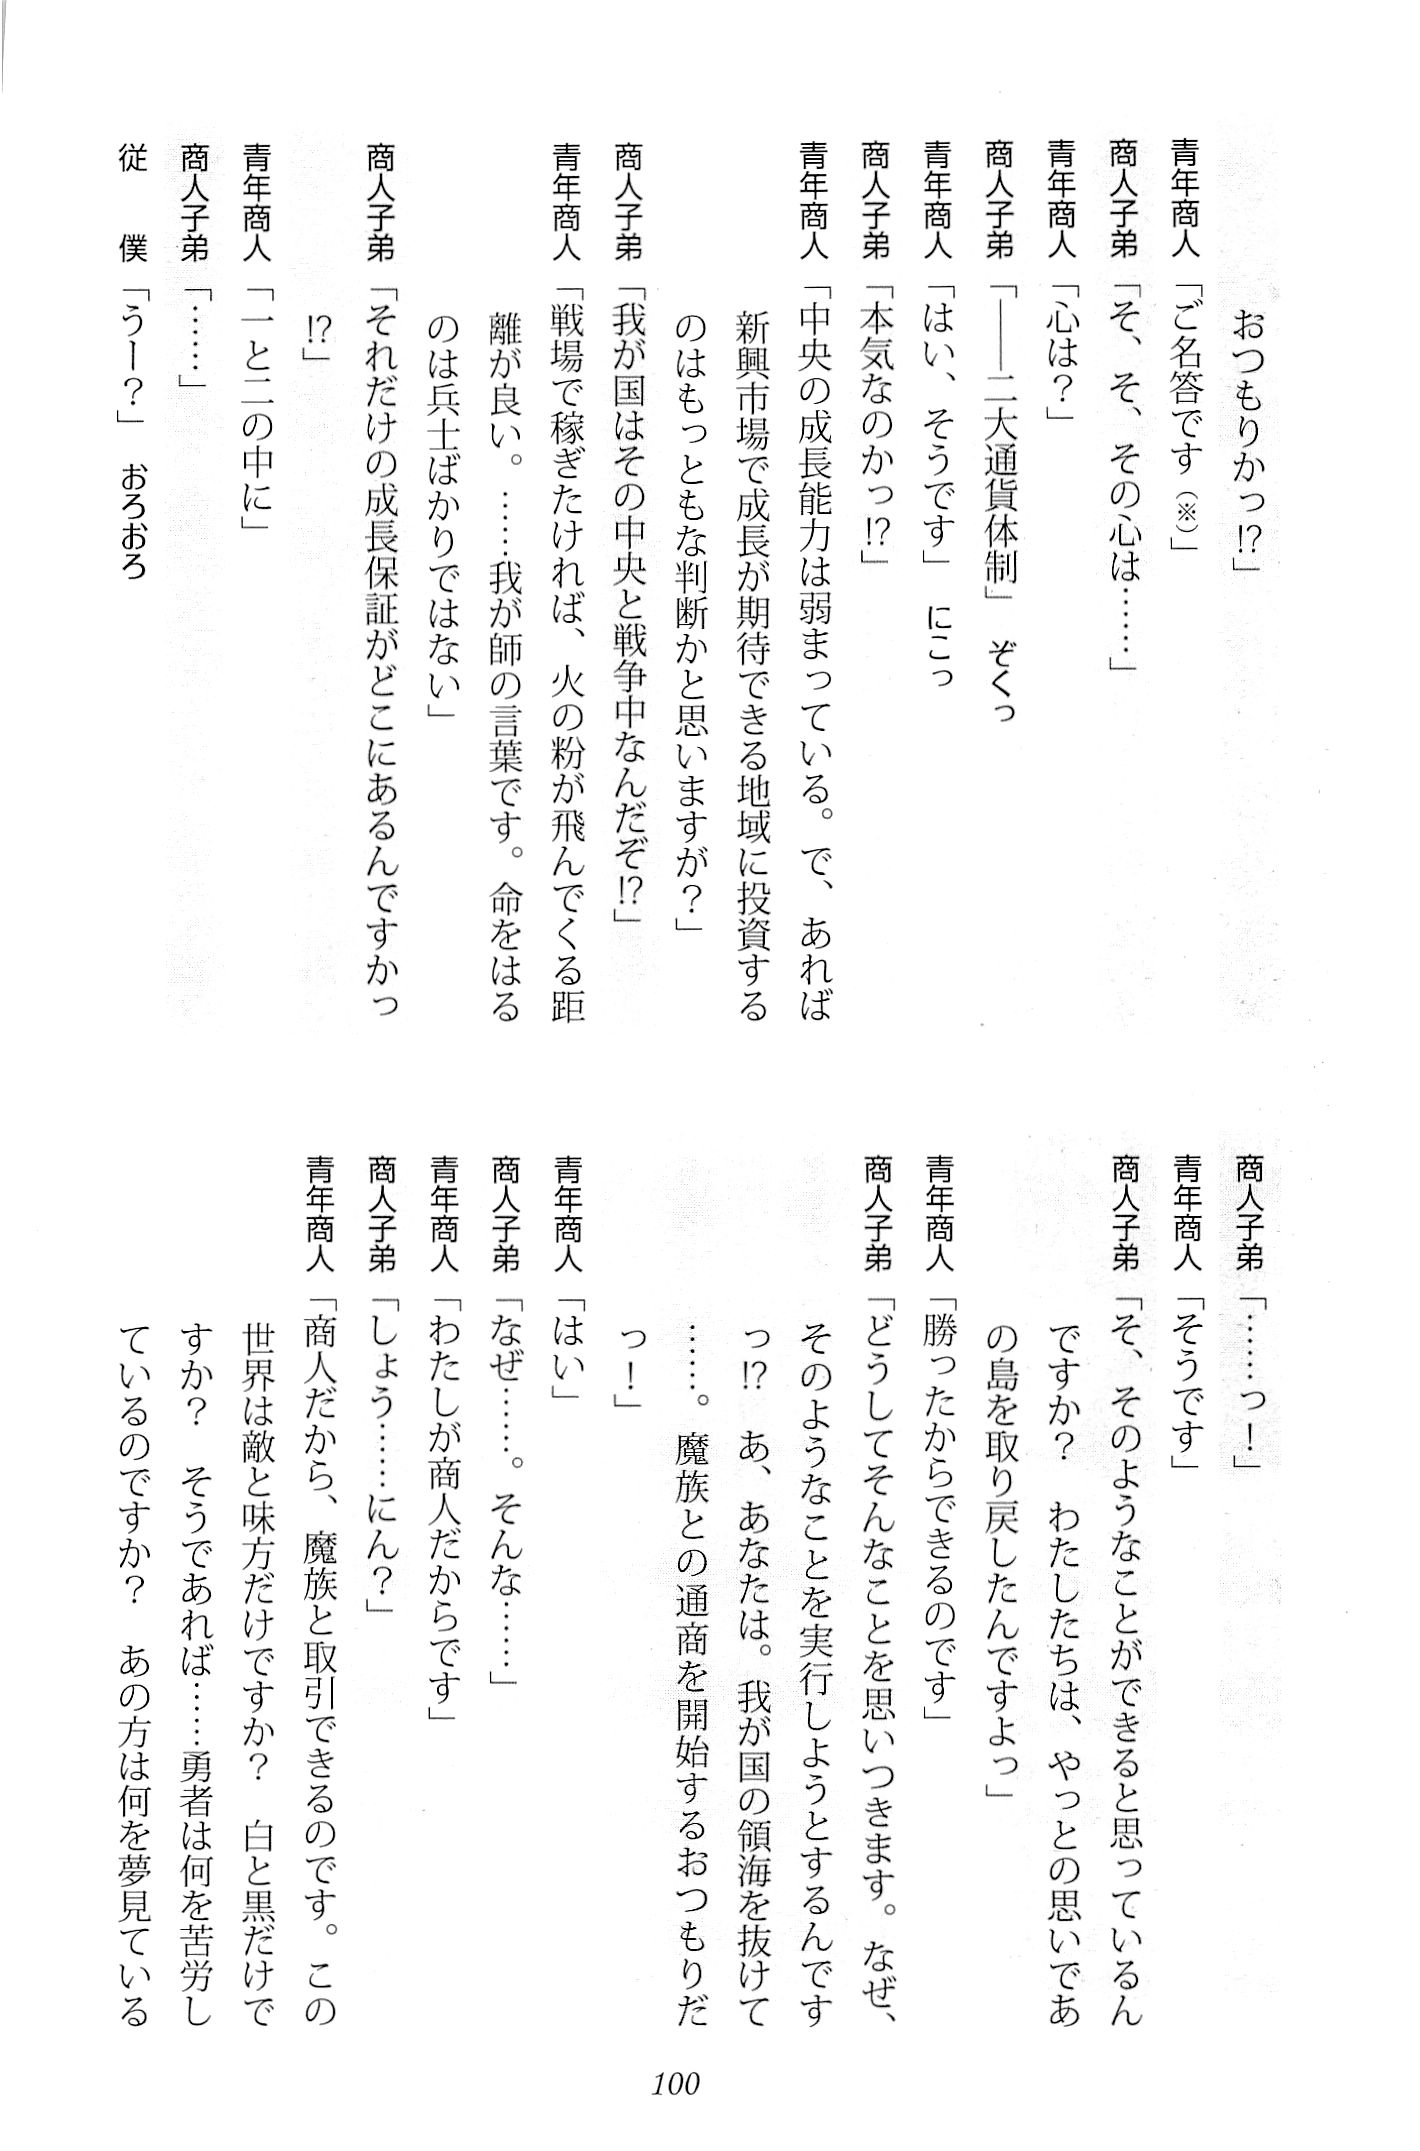 おつもりかっ!?」
青年商人「ご名答です（※）」
商人子弟「そ、そ、その心は……」
青年商人「心は？」
商人子弟「――二大通貨体制」　ぞくっ
青年商人「はい、そうです」　にこっ
商人子弟「本気なのかっ!?」
青年商人「中央の成長能力は弱まっている。で、あれば
新興市場で成長が期待できる地域に投資する
のはもっともな判断かと思いますが？」
商人子弟「我が国はその中央と戦争中なんだぞ!?」
青年商人「戦場で稼ぎたければ、火の粉が飛んでくる距
離が良い。……我が師の言葉です。命をはる
のは兵士ばかりではない」
商人子弟「それだけの成長保証がどこにあるんですかっ
!?」
青年商人「一と二の中に」
商人子弟「……」
従　僕「うー？」　おろおろ
商人子弟「……っ！」
青年商人「そうです」
商人子弟「そ、そのようなことができると思っているん
ですか？　わたしたちは、やっとの思いであ
の島を取り戻したんですよっ」
青年商人「勝ったからできるのです」
商人子弟「どうしてそんなことを思いつきます。なぜ、
そのようなことを実行しようとするんです
っ!?　あ、あなたは。我が国の領海を抜けて
……。魔族との通商を開始するおつもりだ
っ！」
青年商人「はい」
商人子弟「なぜ……。そんな……」
青年商人「わたしが商人だからです」
商人子弟「しょう……にん？」
青年商人「商人だから、魔族と取引できるのです。この
世界は敵と味方だけですか？　白と黒だけで
すか？　そうであれば……勇者は何を苦労し
ているのですか？　あの方は何を夢見ている
100